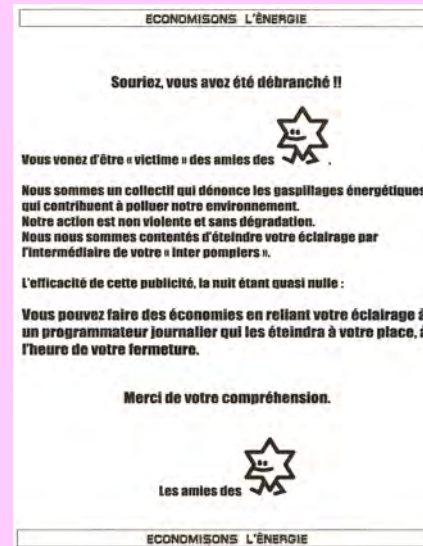 ECONOMISONS L'ÈNERGIE
Souriez, vous avez été débranché !!
Vous venez d'être « victime » des amies des .
Nous sommes un collectif qui dénonce les gaspillages énergétiques
qui contribuent à polluer notre environnement.
Notre action est non violente et sans dégradation.
Nous nous sommes contentés d'éteindre votre éclairage par
l'intermédiaire de votre « Inter pompiers ».
L'efficacité de cette publicité, la nuit étant quasi nulle :
Vous pouvez faire des économies en reliant votre éclairage à
un programmateur journalier qui les éteindra à votre place, à
l'heure de votre fermeture.
Merci de votre compréhension.
Les amies des
ECONOMISONS L'ÈNERGIE